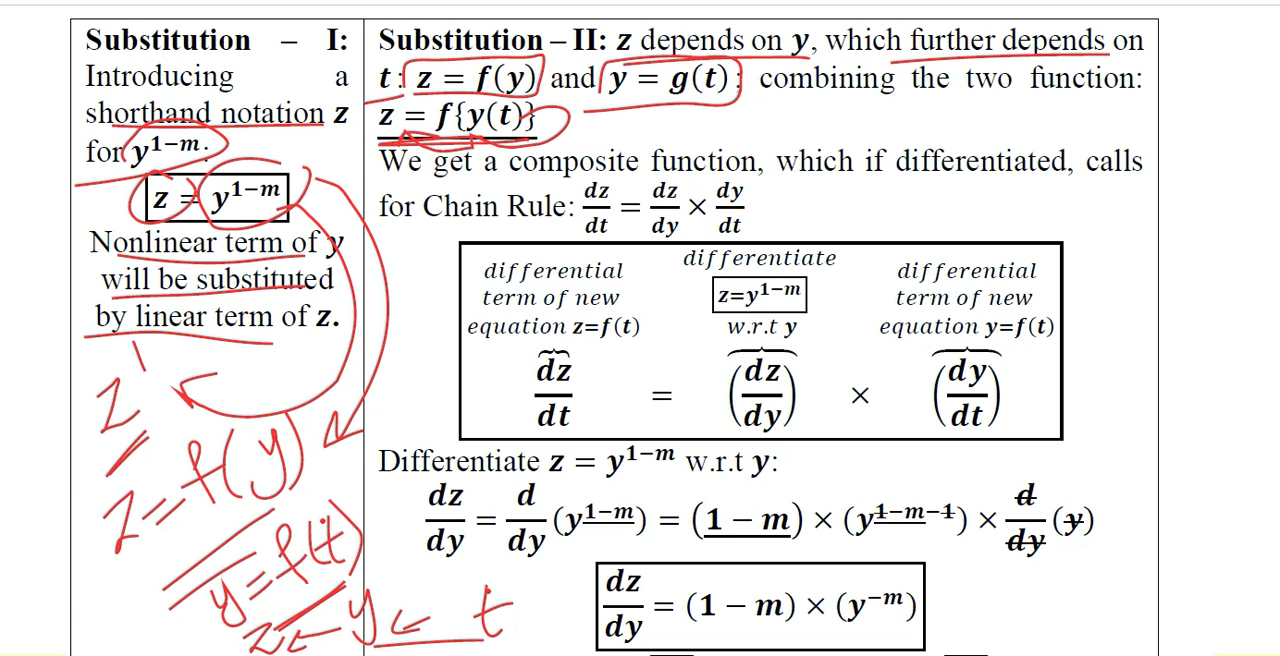 Substitution – I:
Introducing a
shorthand notation z
for y^{1−m}.
z = y^{1−m}
Nonlinear term of y
will be substituted
by linear term of z.
z
z = f(y)
y = f(t)
z ← y ← t
Substitution – II: z depends on y, which further depends on
t: z = f(y) and y = g(t): combining the two function:
z = f{y(t)}
We get a composite function, which if differentiated, calls
for Chain Rule: dz/dt = dz/dy × dy/dt
differential term of new equation z=f(t)
differentiate z=y^{1−m} w.r.t y
differential term of new equation y=f(t)
dz/dt = (dz/dy) × (dy/dt)
Differentiate z = y^{1−m} w.r.t y:
dz/dy = d/dy (y^{1−m}) = (1 − m) × (y^{1−m−1}) × d/dy (y)
dz/dy = (1 − m) × (y^{−m})